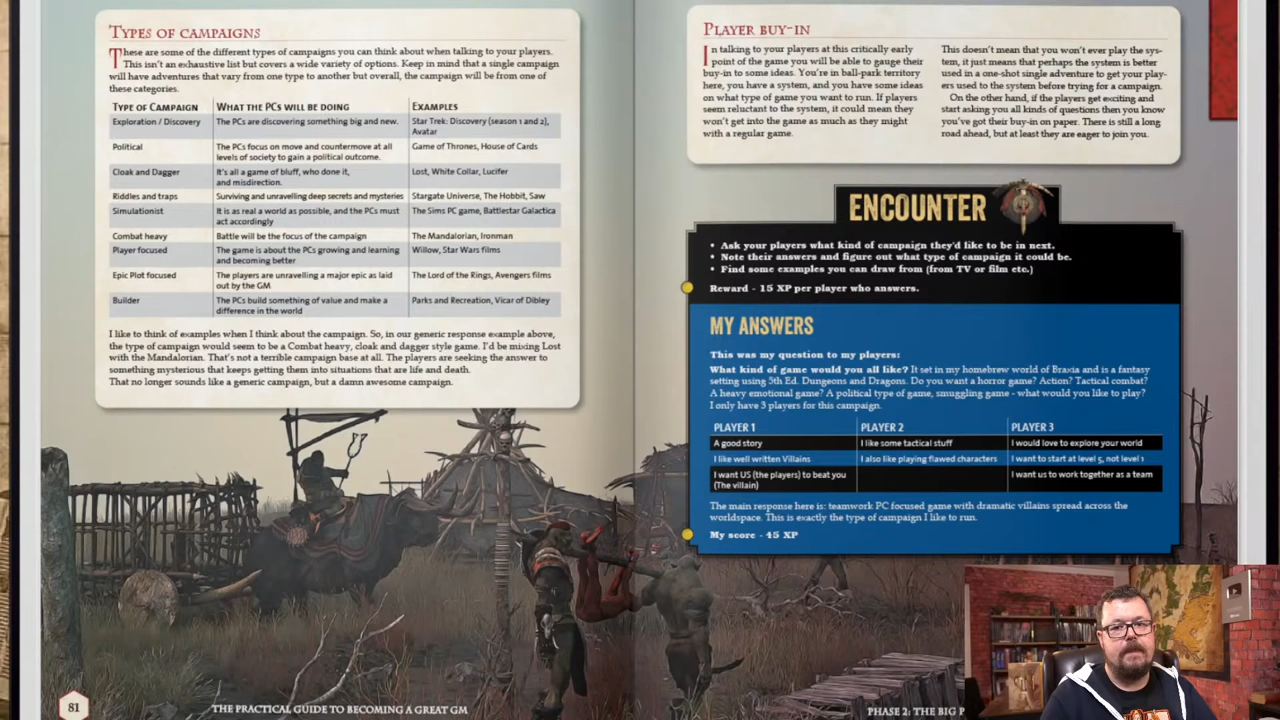 TYPES OF CAMPAIGNS
These are some of the different types of campaigns you can think about when talking to your players.
This isn't an exhaustive list but covers a wide variety of options. Keep in mind that a single campaign
will have adventures that vary from one type to another but overall, the campaign will be from one of
these categories.
TYPE OF CAMPAIGN WHAT THE PCS WILL BE DOING EXAMPLES
Exploration / Discovery The PCs are discovering something big and new. Star Trek: Discovery (season 1 and 2),
Avatar
Political The PCs focus on move and countermove at all Game of Thrones, House of Cards
levels of society to gain a political outcome.
Cloak and Dagger It's all a game of bluff, who done it, Lost, White Collar, Lucifer
and misdirection.
Riddles and traps Surviving and unravelling deep secrets and mysteries Stargate Universe, The Hobbit, Saw
Simulationist It is as real a world as possible, and the PCs must The Sims PC game, Battlestar Galactica
act accordingly
Combat heavy Battle will be the focus of the campaign The Mandalorian, Ironman
Player focused The game is about the PCs growing and learning Willow, Star Wars films
and becoming better
Epic Plot focused The players are unravelling a major epic as laid The Lord of the Rings, Avengers films
out by the GM
Builder The PCs build something of value and make a Parks and Recreation, Vicar of Dibley
difference in the world
I like to think of examples when I think about the campaign. So, in our generic response example above,
the type of campaign would seem to be a Combat heavy, cloak and dagger style game. I'd be mixing Lost
with the Mandalorian. That's not a terrible campaign base at all. The players are seeking the answer to
something mysterious that keeps getting them into situations that are life and death.
That no longer sounds like a generic campaign, but a damn awesome campaign.
81
THE PRACTICAL GUIDE TO BECOMING A GREAT GM
PLAYER BUY-IN
In talking to your players at this critically early
point of the game you will be able to gauge their
buy-in to some ideas. You're in ball-park territory
here, you have a system, and you have some ideas
on what type of game you want to run. If players
seem reluctant to the system, it could mean they
won't get into the game as much as they might
with a regular game.
This doesn't mean that you won't ever play the sys-
tem, it just means that perhaps the system is better
used in a one-shot single adventure to get your play-
ers used to the system before trying for a campaign.
On the other hand, if the players get exciting and
start asking you all kinds of questions then you know
you've got their buy-in on paper. There is still a long
road ahead, but at least they are eager to join you.
ENCOUNTER
• Ask your players what kind of campaign they'd like to be in next.
• Note their answers and figure out what type of campaign it could be.
• Find some examples you can draw from (from TV or film etc.)
Reward - 15 XP per player who answers.
MY ANSWERS
This was my question to my players:
What kind of game would you all like? It set in my homebrew world of Braxia and is a fantasy
setting using 5th Ed. Dungeons and Dragons. Do you want a horror game? Action? Tactical combat?
A heavy emotional game? A political type of game, smuggling game - what would you like to play?
I only have 3 players for this campaign.
PLAYER 1 PLAYER 2 PLAYER 3
A good story I like some tactical stuff I would love to explore your world
I like well written Villains I also like playing flawed characters I want to start at level 5, not level 1
I want US (the players) to beat you I want us to work together as a team
(The villain)
The main response here is: teamwork PC focused game with dramatic villains spread across the
worldspace. This is exactly the type of campaign I like to run.
My score - 45 XP
PHASE 2: THE BIG P